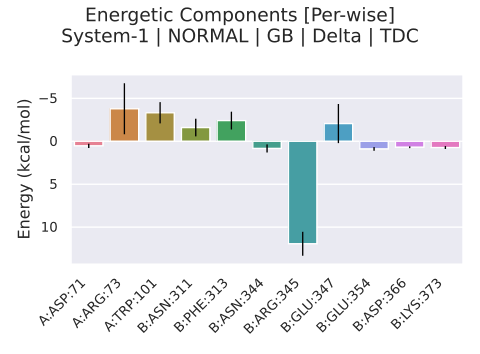 Energetic Components [Per-wise]
System-1 | NORMAL | GB | Delta | TDC
Energy (kcal/mol)
−5
0
5
10
A:ASP:71
A:ARG:73
A:TRP:101
B:ASN:311
B:PHE:313
B:ASN:344
B:ARG:345
B:GLU:347
B:GLU:354
B:ASP:366
B:LYS:373